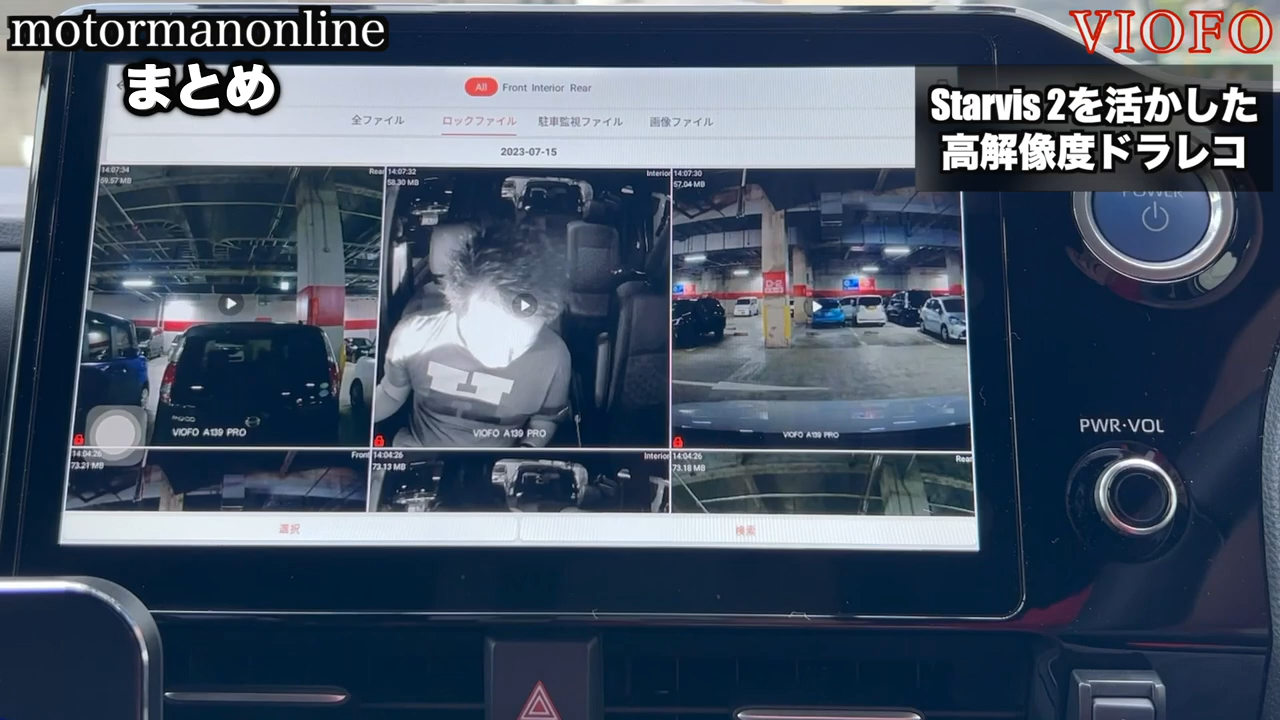 motormanonline
まとめ
VIOFO
Starvis 2を活かした
高解像度ドラレコ
All Front Interior Rear
全ファイル ロックファイル 駐車監視ファイル 画像ファイル
2023-07-15
14:07:34 Rear
59.57 MB
14:07:32 Interior
58.30 MB
14:07:30
57.04 MB
VIOFO A139 PRO
VIOFO A139 PRO
VIOFO A139 PRO
14:04:26 Front
73.21 MB
14:04:26 Interior
73.13 MB
14:04:26 Rear
73.18 MB
選択 検索
POWER
PWR·VOL